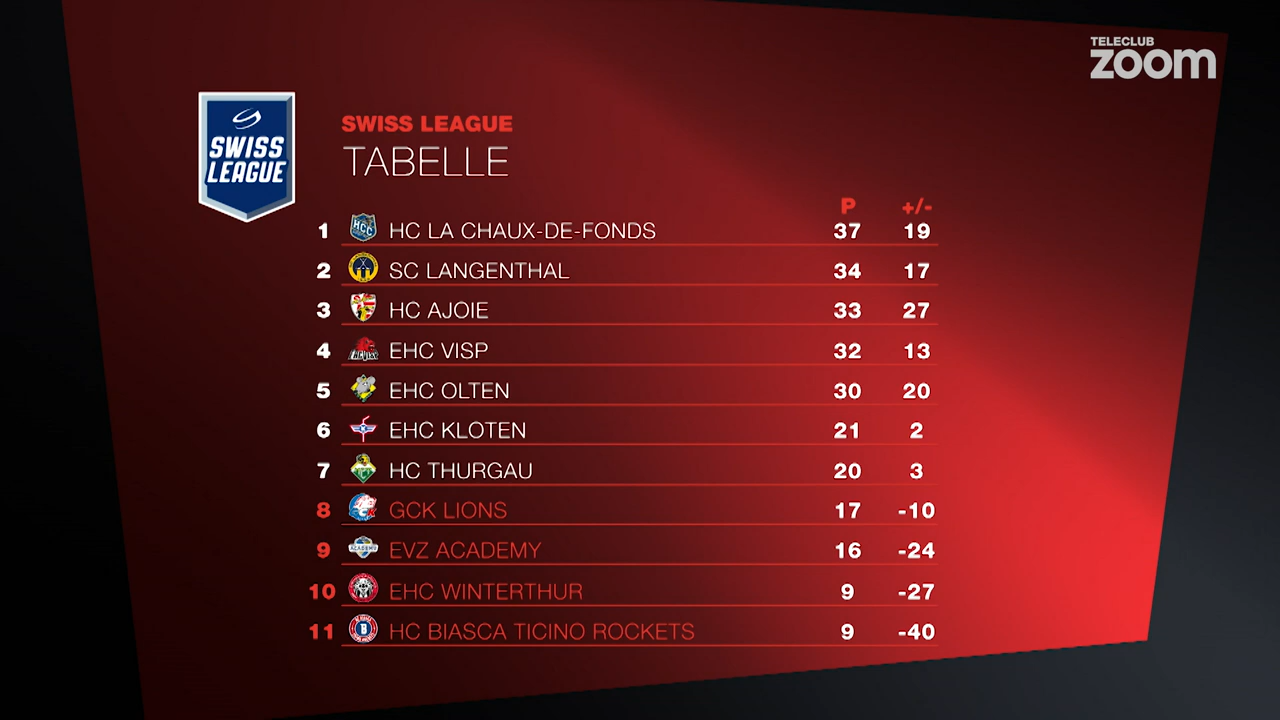 TELECLUB
zoom
SWISS
LEAGUE
SWISS LEAGUE
TABELLE
P +/-
1 HC LA CHAUX-DE-FONDS 37 19
2 SC LANGENTHAL 34 17
3 HC AJOIE 33 27
4 EHC VISP 32 13
5 EHC OLTEN 30 20
6 EHC KLOTEN 21 2
7 HC THURGAU 20 3
8 GCK LIONS 17 -10
9 EVZ ACADEMY 16 -24
10 EHC WINTERTHUR 9 -27
11 HC BIASCA TICINO ROCKETS 9 -40